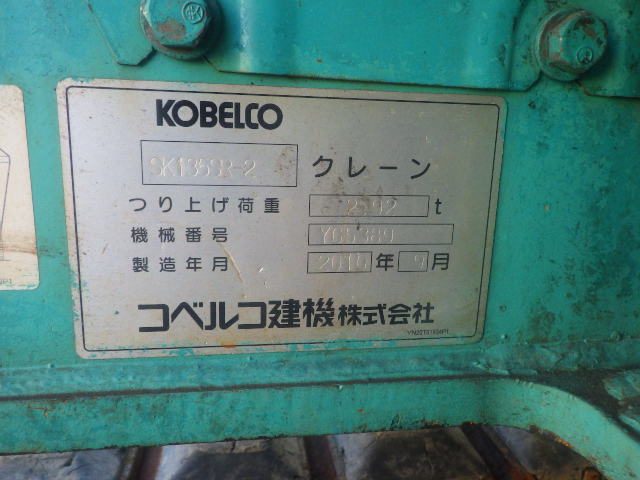 KOBELCO
SK135SR-2 クレーン
つり上げ荷重 2.92 t
機械番号
製造年月 年 9 月
コベルコ建機株式会社